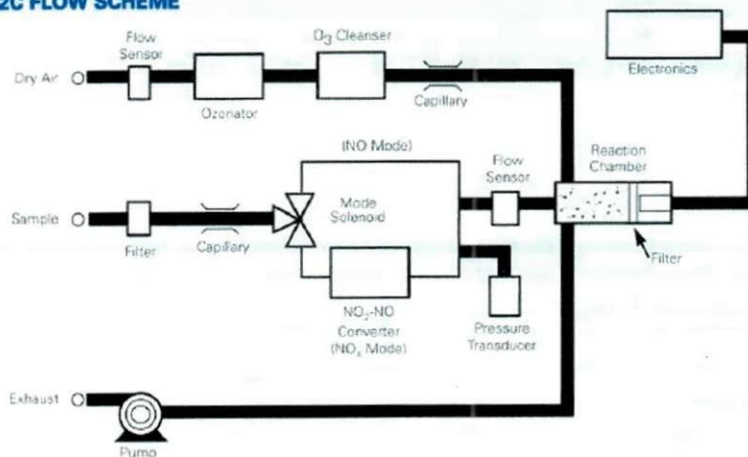 2C FLOW SCHEME
Flow
Sensor
O3 Cleanser
Dry Air
Ozonator
Capillary
Electronics
(NO Mode)
Flow
Sensor
Reaction
Chamber
Sample
Mode
Solenoid
Filter
Capillary
Filter
NO2-NO
Converter
(NOx Mode)
Pressure
Transducer
Exhaust
Pump